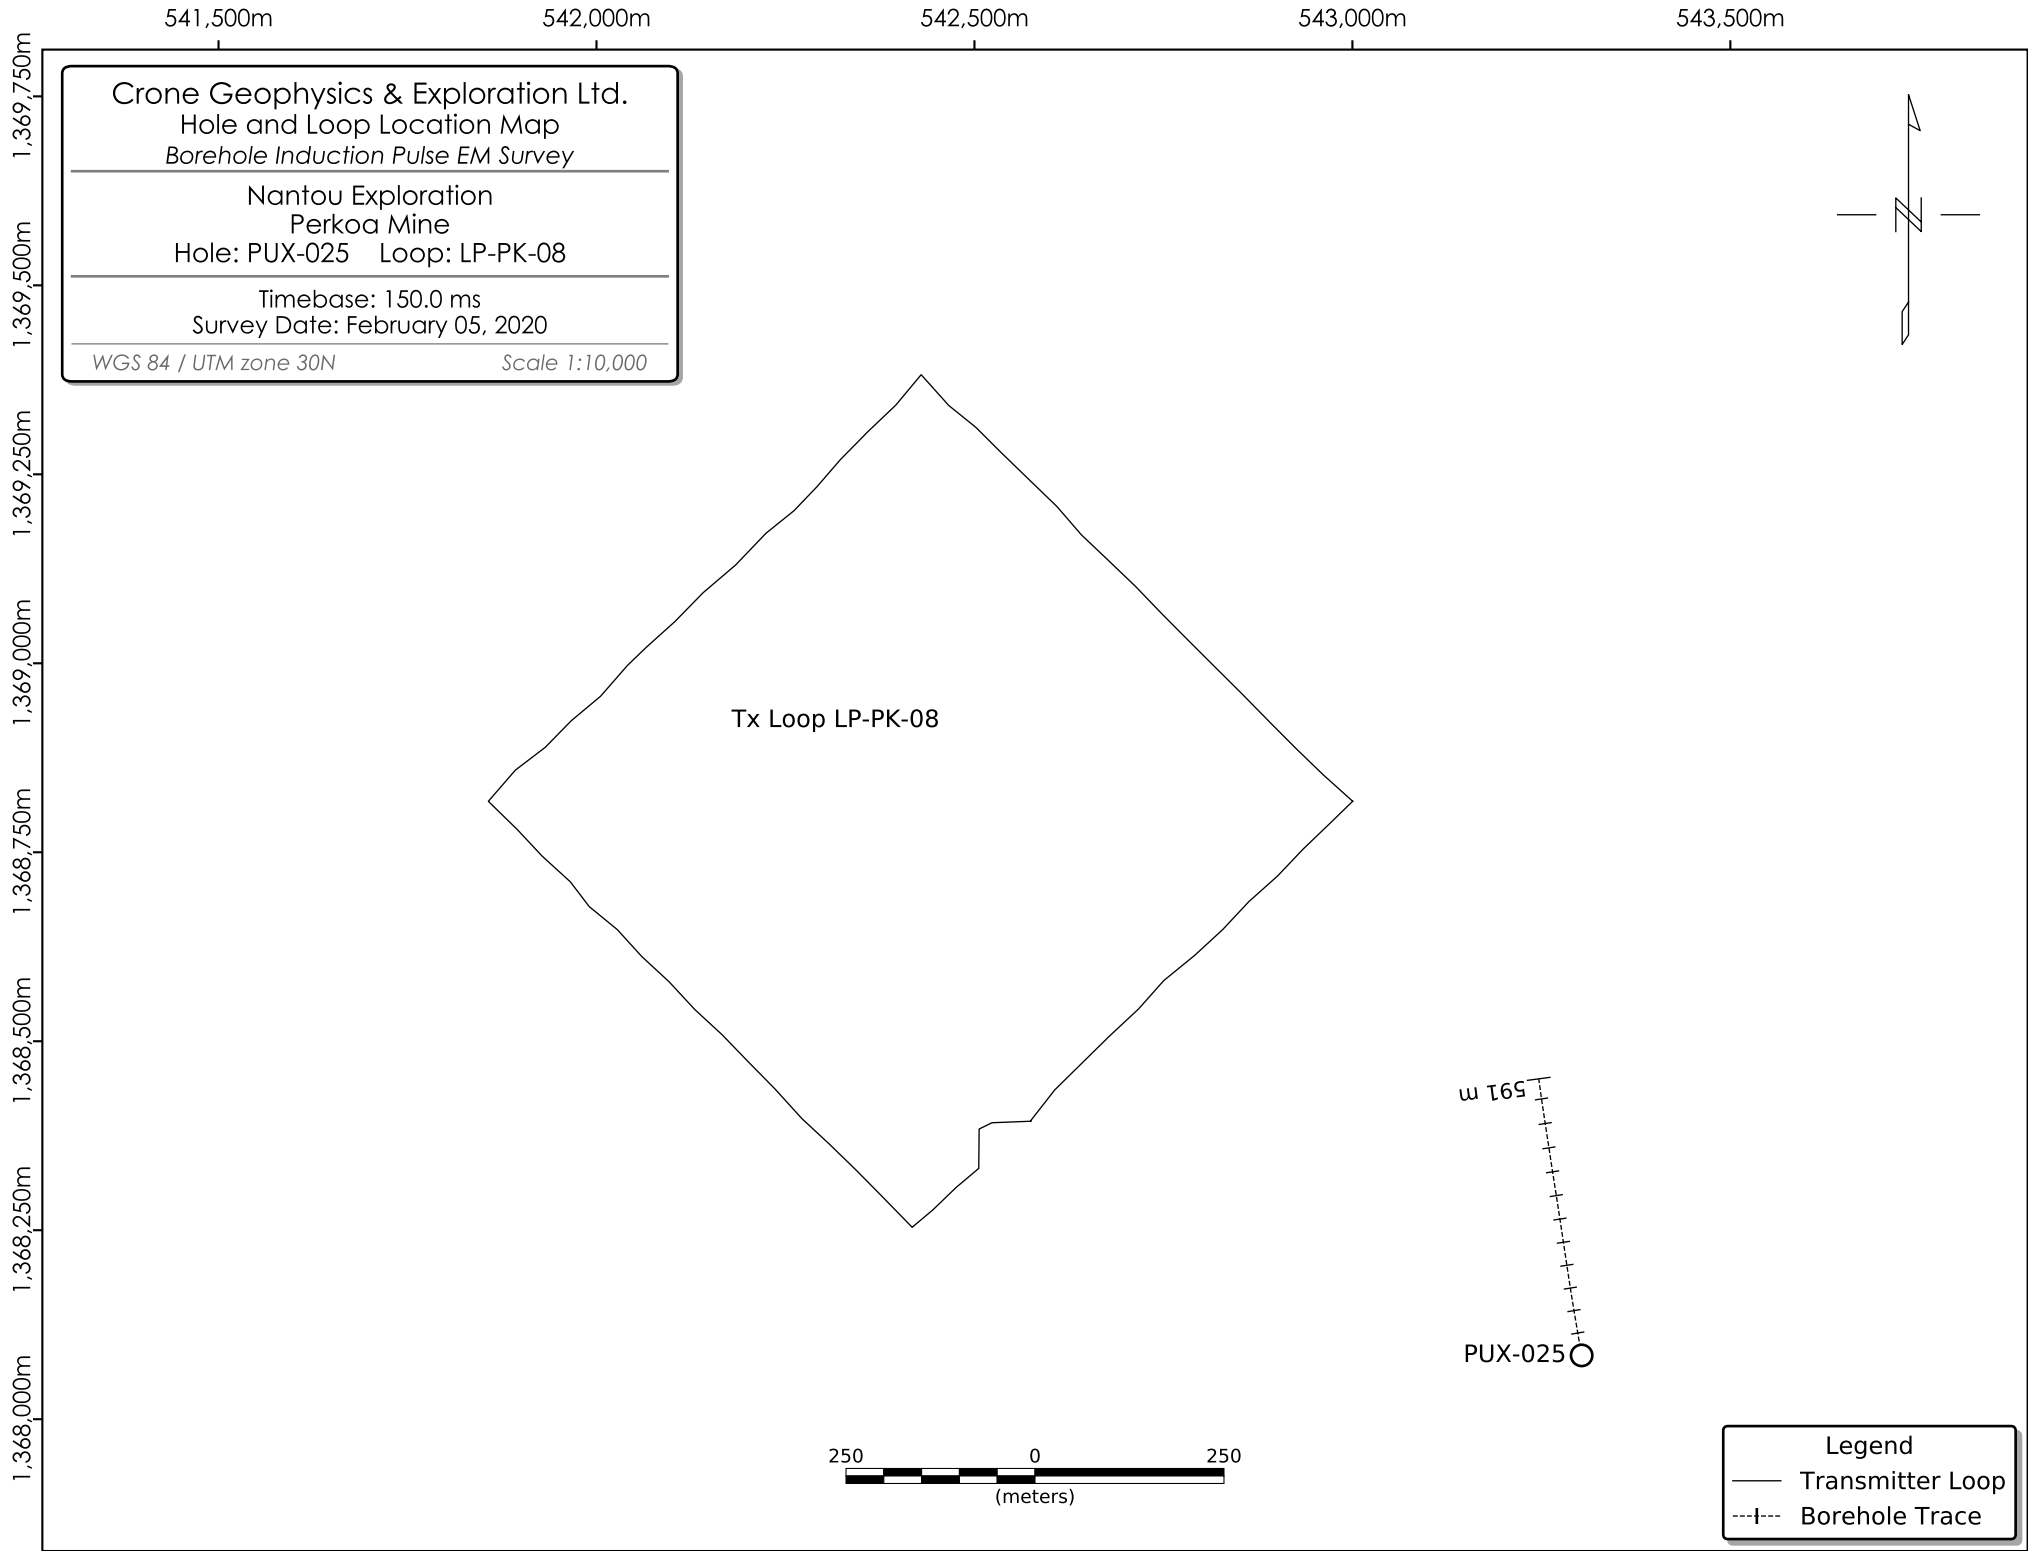 541,500m 542,000m 542,500m 543,000m 543,500m
1,369,750m
1,369,500m
1,369,250m
1,369,000m
1,368,750m
1,368,500m
1,368,250m
1,368,000m
Crone Geophysics & Exploration Ltd.
Hole and Loop Location Map
Borehole Induction Pulse EM Survey
Nantou Exploration
Perkoa Mine
Hole: PUX-025 Loop: LP-PK-08
Timebase: 150.0 ms
Survey Date: February 05, 2020
WGS 84 / UTM zone 30N Scale 1:10,000
N
Tx Loop LP-PK-08
591 m
PUX-025
250 0 250
(meters)
Legend
Transmitter Loop
Borehole Trace